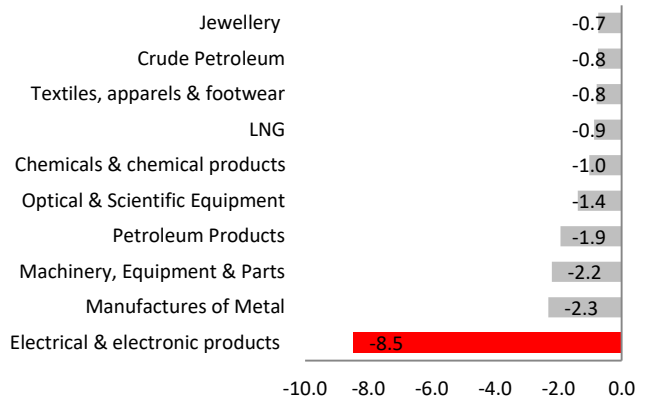 Jewellery -0.7
Crude Petroleum -0.8
Textiles, apparels & footwear -0.8
LNG -0.9
Chemicals & chemical products -1.0
Optical & Scientific Equipment -1.4
Petroleum Products -1.9
Machinery, Equipment & Parts -2.2
Manufactures of Metal -2.3
Electrical & electronic products -8.5
-10.0 -8.0 -6.0 -4.0 -2.0 0.0